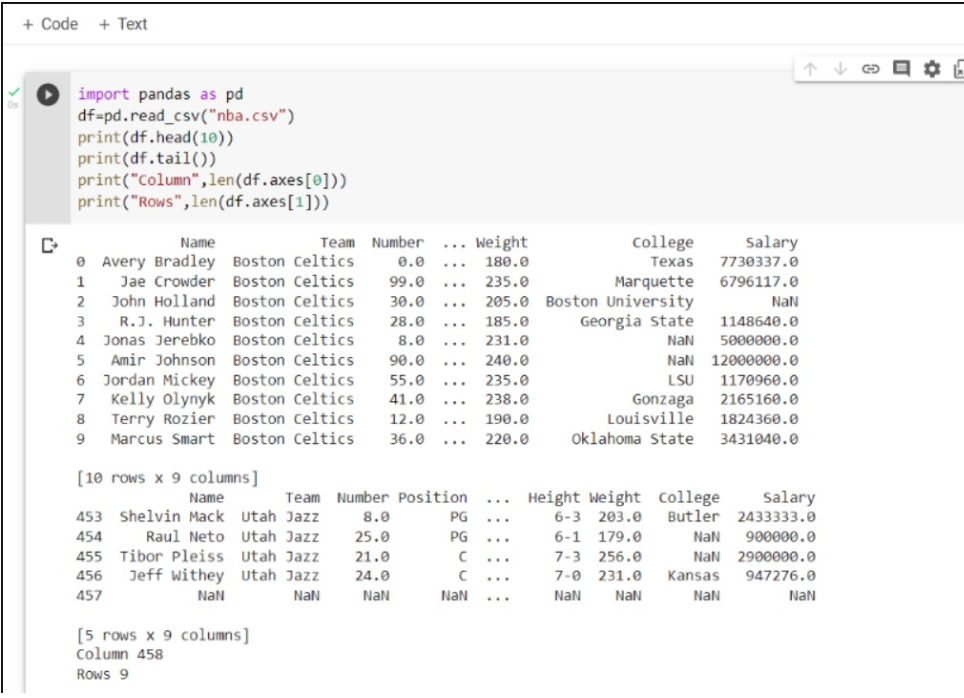 + Code + Text
0s
import pandas as pd
df=pd.read_csv("nba.csv")
print(df.head(10))
print(df.tail())
print("Column",len(df.axes[0]))
print("Rows",len(df.axes[1]))
Name Team Number ... Weight College Salary
0 Avery Bradley Boston Celtics 0.0 ... 180.0 Texas 7730337.0
1 Jae Crowder Boston Celtics 99.0 ... 235.0 Marquette 6796117.0
2 John Holland Boston Celtics 30.0 ... 205.0 Boston University NaN
3 R.J. Hunter Boston Celtics 28.0 ... 185.0 Georgia State 1148640.0
4 Jonas Jerebko Boston Celtics 8.0 ... 231.0 NaN 5000000.0
5 Amir Johnson Boston Celtics 90.0 ... 240.0 NaN 12000000.0
6 Jordan Mickey Boston Celtics 55.0 ... 235.0 LSU 1170960.0
7 Kelly Olynyk Boston Celtics 41.0 ... 238.0 Gonzaga 2165160.0
8 Terry Rozier Boston Celtics 12.0 ... 190.0 Louisville 1824360.0
9 Marcus Smart Boston Celtics 36.0 ... 220.0 Oklahoma State 3431040.0
[10 rows x 9 columns]
Name Team Number Position ... Height Weight College Salary
453 Shelvin Mack Utah Jazz 8.0 PG ... 6-3 203.0 Butler 2433333.0
454 Raul Neto Utah Jazz 25.0 PG ... 6-1 179.0 NaN 900000.0
455 Tibor Pleiss Utah Jazz 21.0 C ... 7-3 256.0 NaN 2900000.0
456 Jeff Withey Utah Jazz 24.0 C ... 7-0 231.0 Kansas 947276.0
457 NaN NaN NaN NaN ... NaN NaN NaN NaN
[5 rows x 9 columns]
Column 458
Rows 9